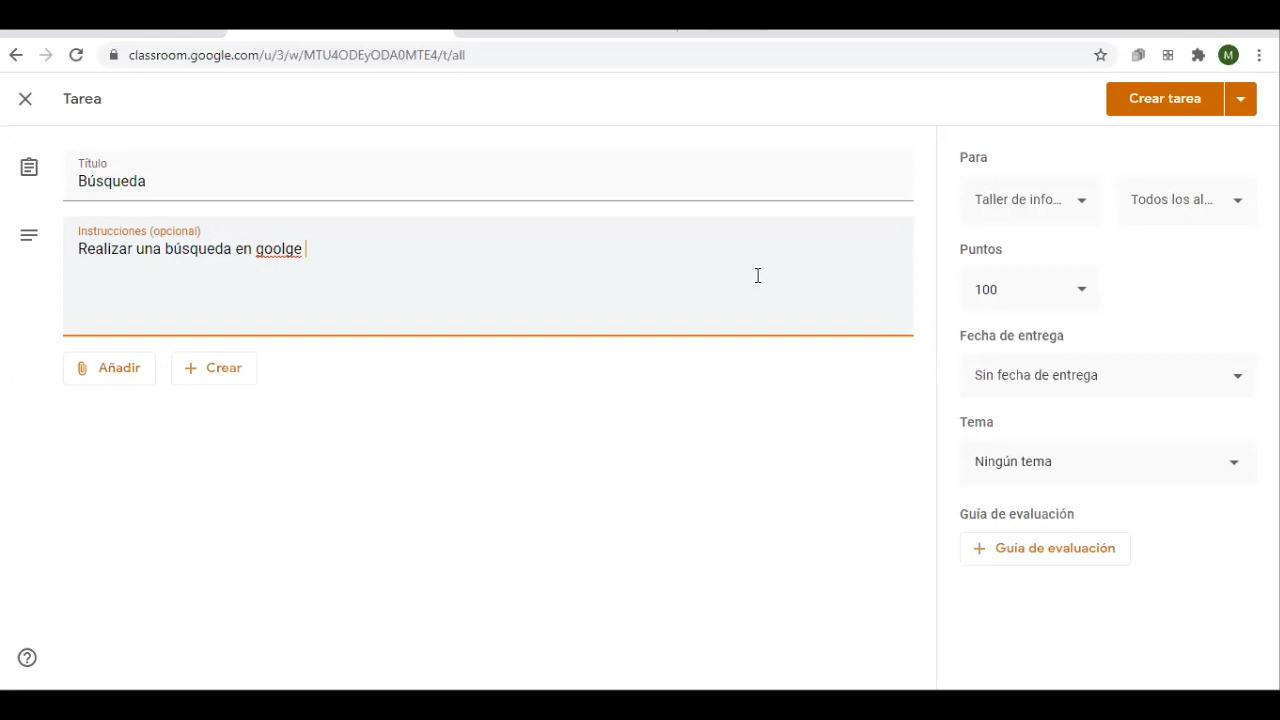 classroom.google.com/u/3/w/MTU4ODEyODA0MTE4/t/all
M
Tarea
Crear tarea
Título
Búsqueda
Instrucciones (opcional)
Realizar una búsqueda en goolge
Añadir
Crear
Para
Taller de info...
Todos los al...
Puntos
100
Fecha de entrega
Sin fecha de entrega
Tema
Ningún tema
Guía de evaluación
Guía de evaluación